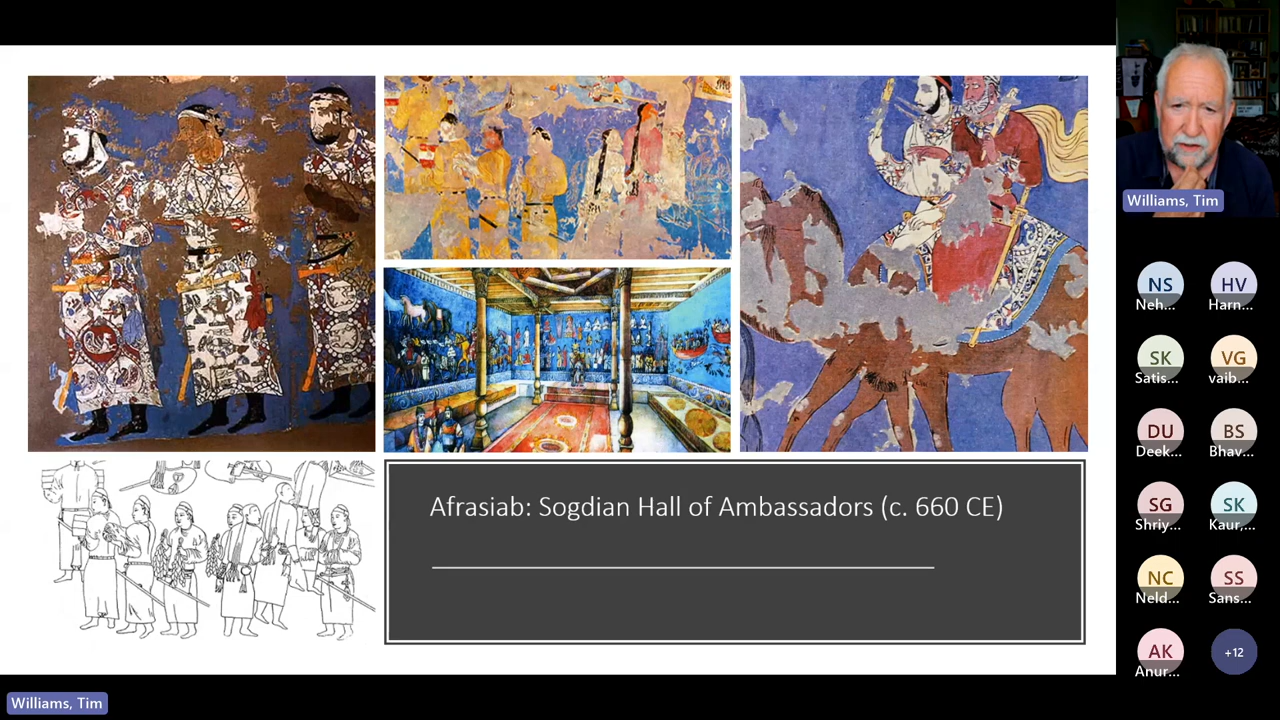 Afrasiab: Sogdian Hall of Ambassadors (c. 660 CE)
Williams, Tim
NS
HV
Neh...
Harn...
SK
VG
Satis...
vaib...
DU
BS
Deek...
Bhav...
SG
SK
Shriy...
Kaur,...
NC
SS
Neld...
Sans...
AK
+12
Anur...
Williams, Tim